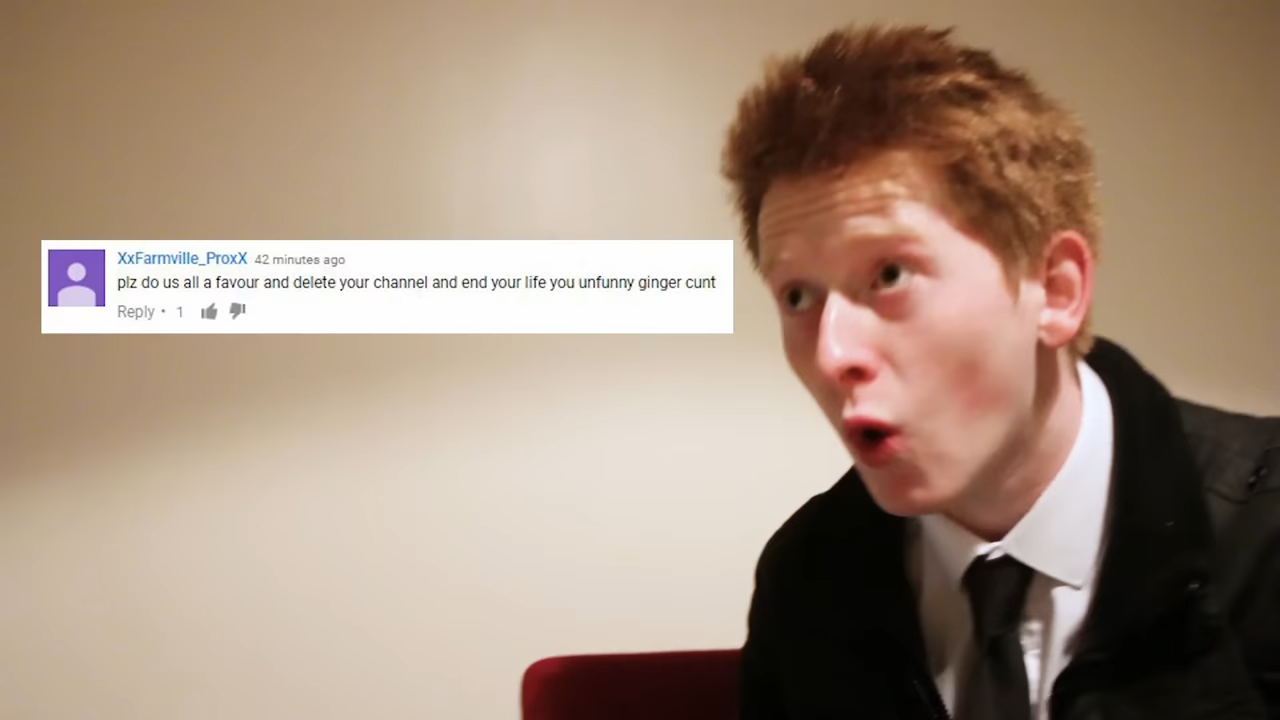 XxFarmville_ProxX 42 minutes ago
plz do us all a favour and delete your channel and end your life you unfunny ginger cunt
Reply • 1